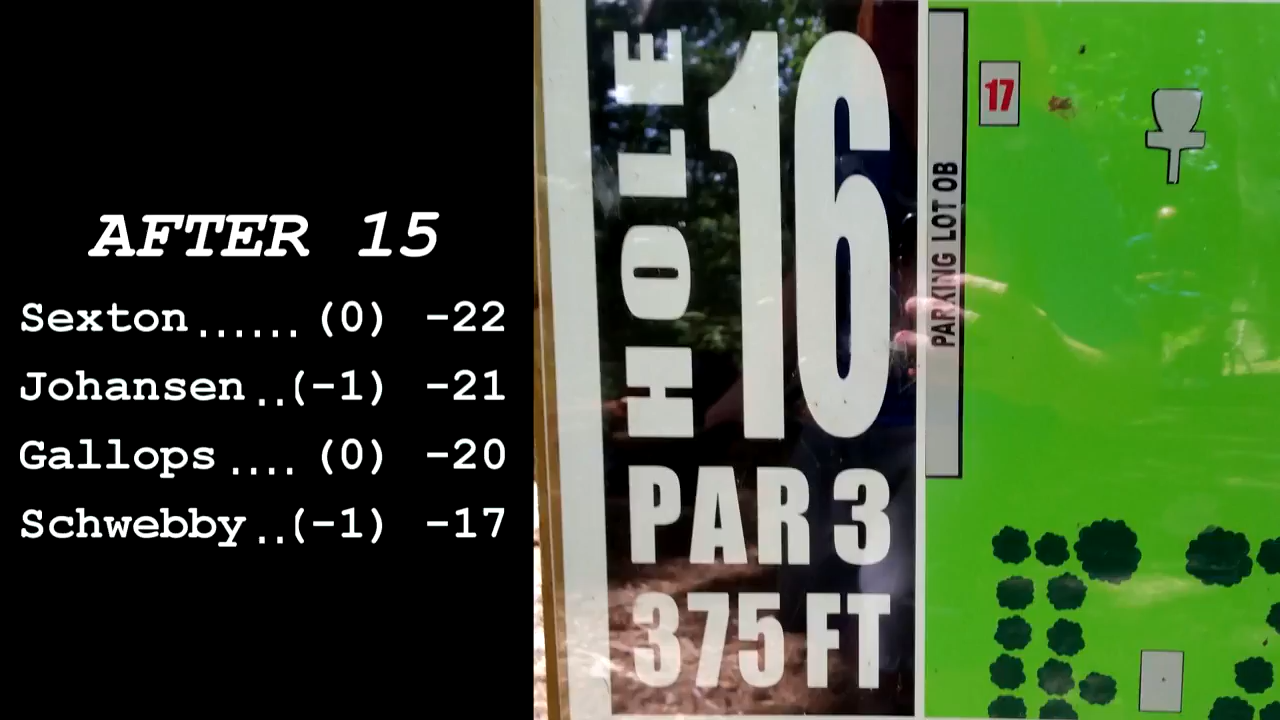 AFTER 15
Sexton...... (0) -22
Johansen..(-1) -21
Gallops.... (0) -20
Schwebby..(-1) -17
HOLE
16
PAR 3
375 FT
PARKING LOT OB
17